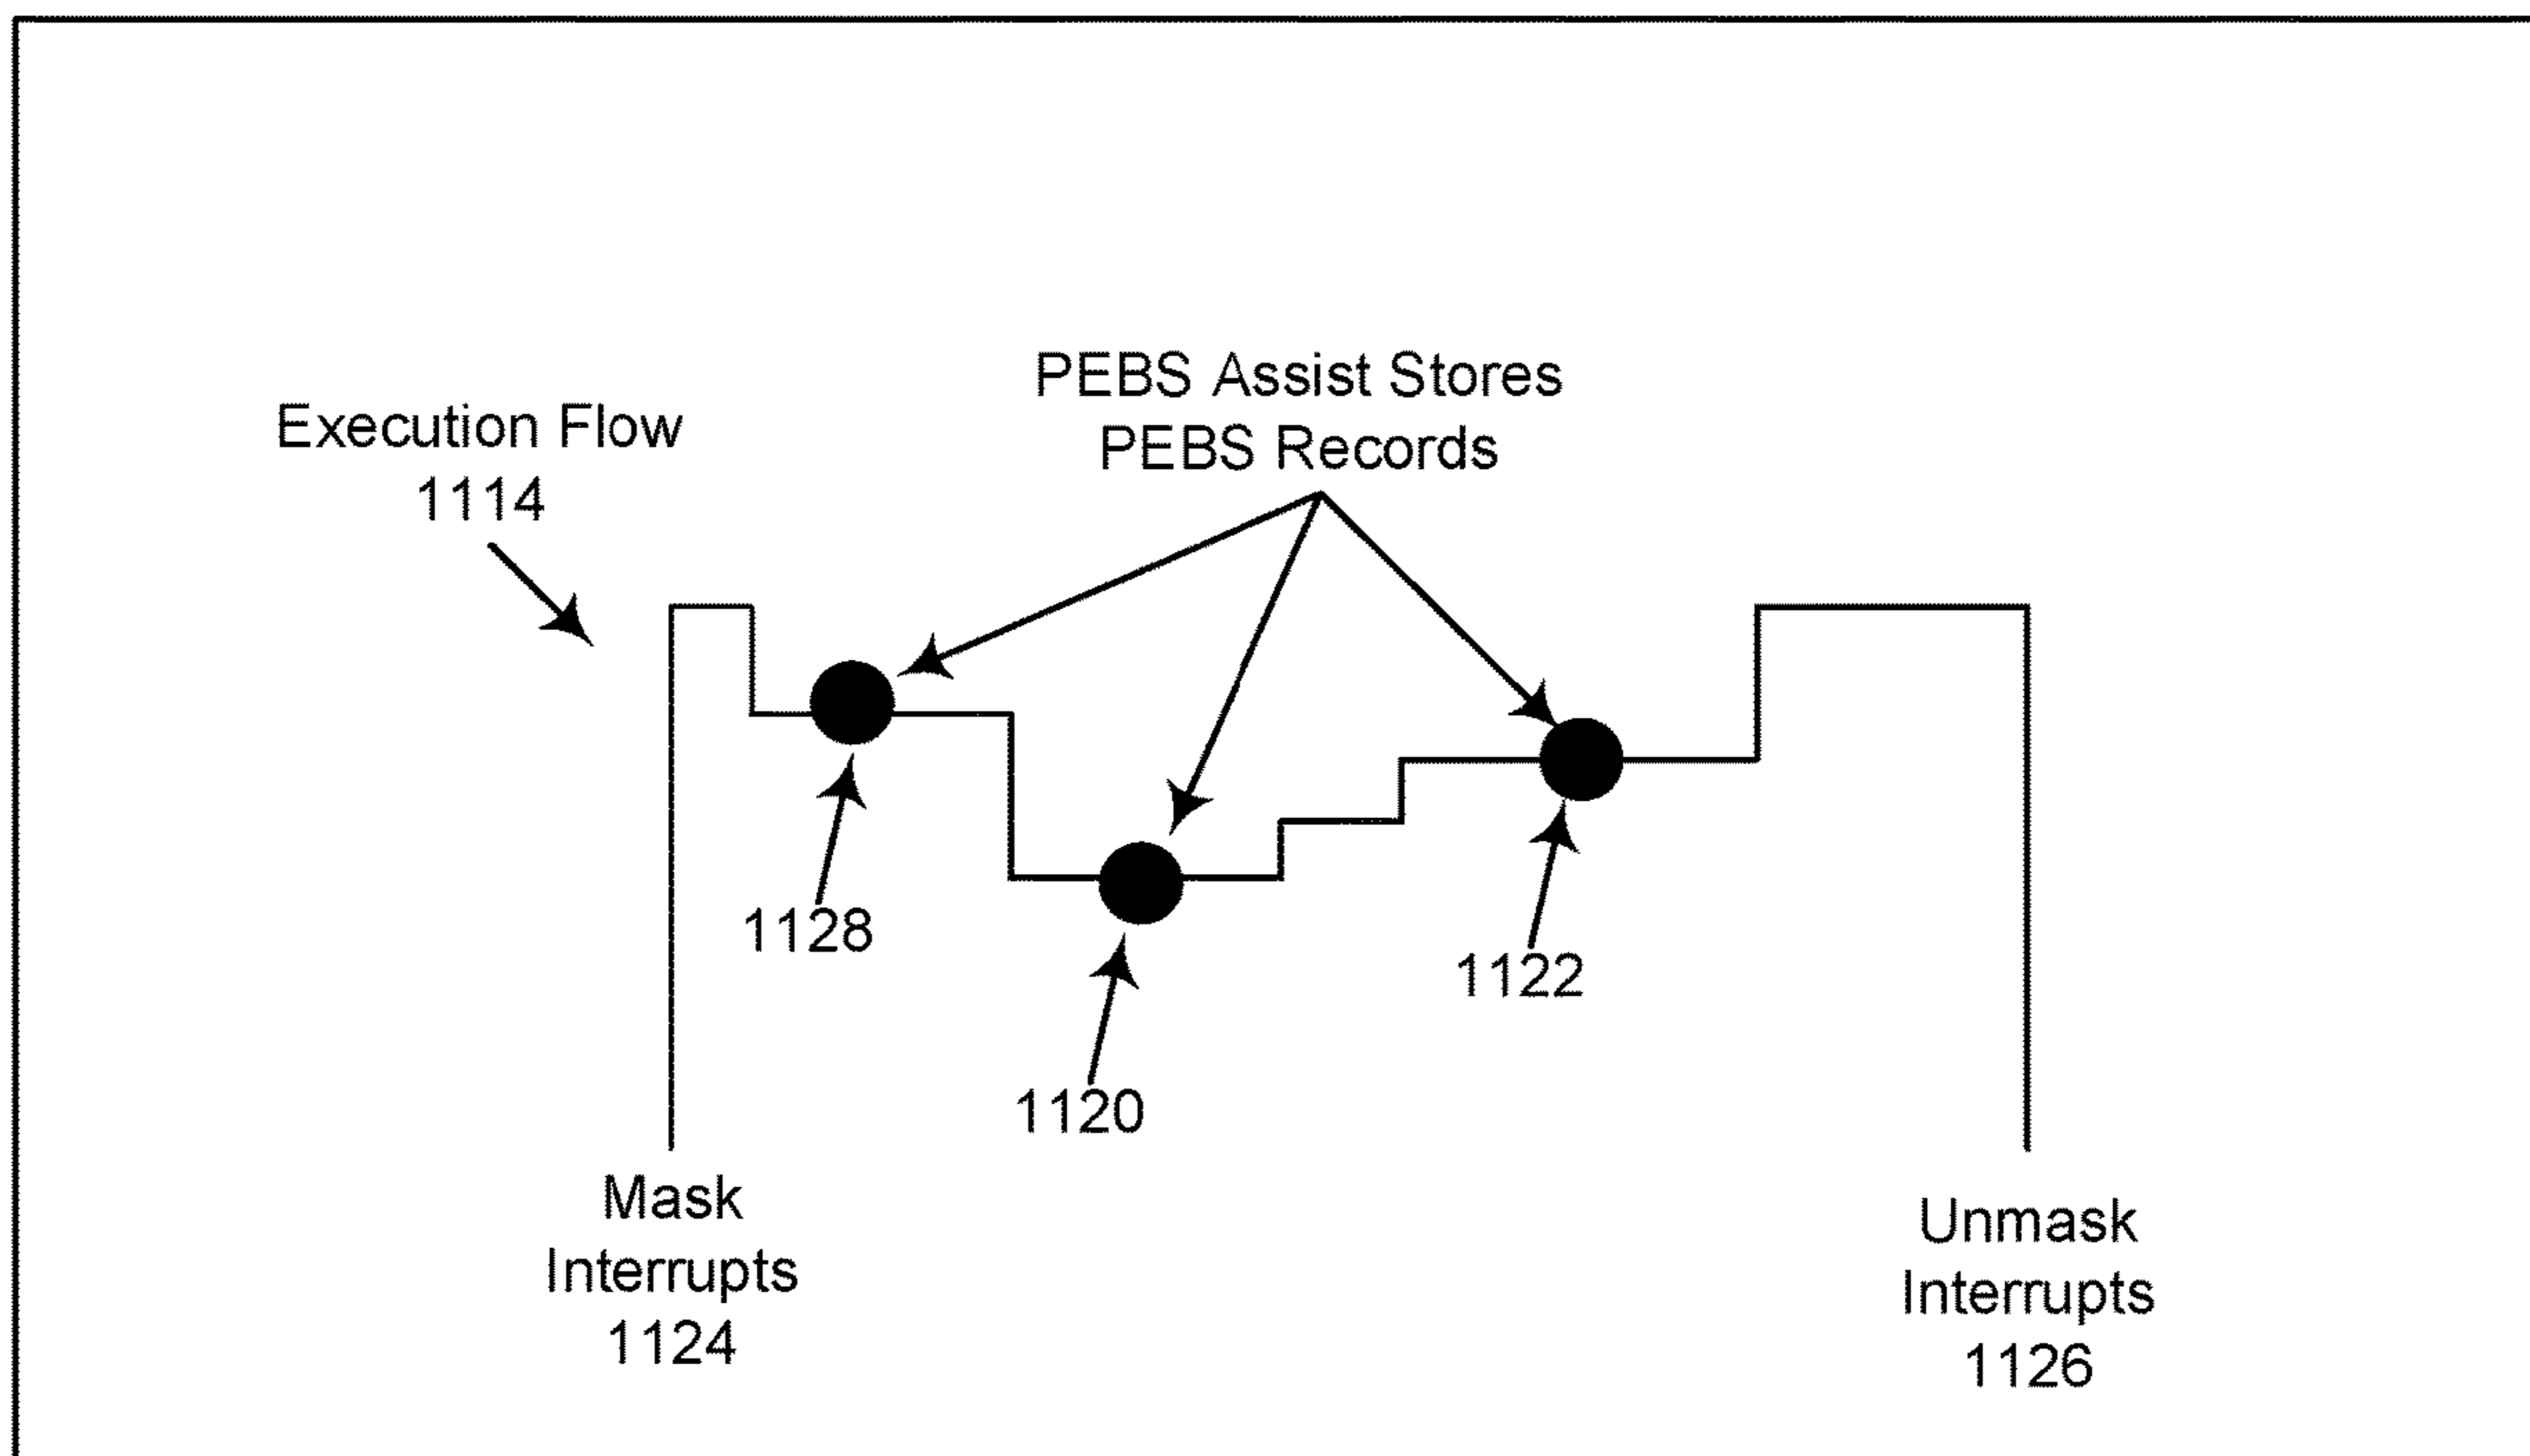 PEBS Assist Stores
PEBS Records
Execution Flow
1114
1128
1122
1120
Mask
Interrupts
1124
Unmask
Interrupts
1126